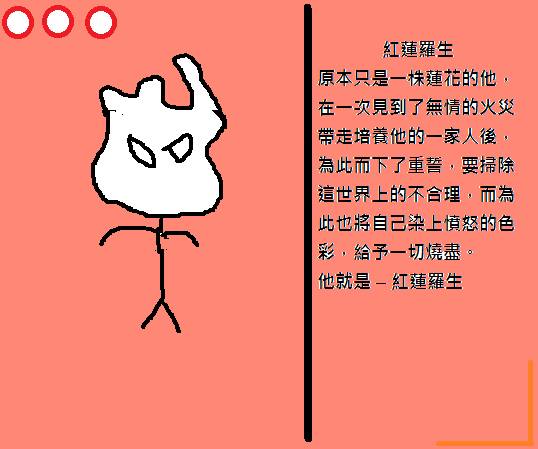 紅蓮羅生
原本只是一株蓮花的他，
在一次見到了無情的火災
帶走培養他的一家人後，
為此而下了重誓，要掃除
這世界上的不合理，而為
此也將自己染上憤怒的色
彩，給予一切燒盡。
他就是 – 紅蓮羅生